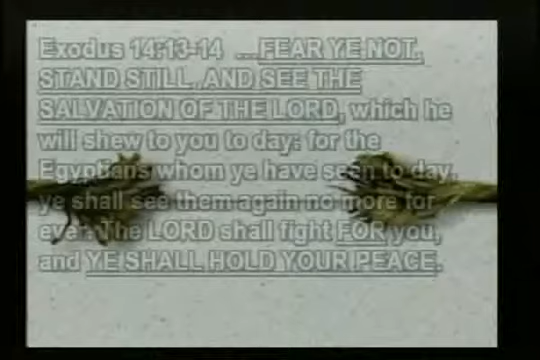 Exodus 14:13-14 ...FEAR YE NOT,
STAND STILL, AND SEE THE
SALVATION OF THE LORD, which he
will shew to you to day: for the
Egyptians whom ye have seen to day,
ye shall see them again no more for
ever. The LORD shall fight FOR you,
and YE SHALL HOLD YOUR PEACE.